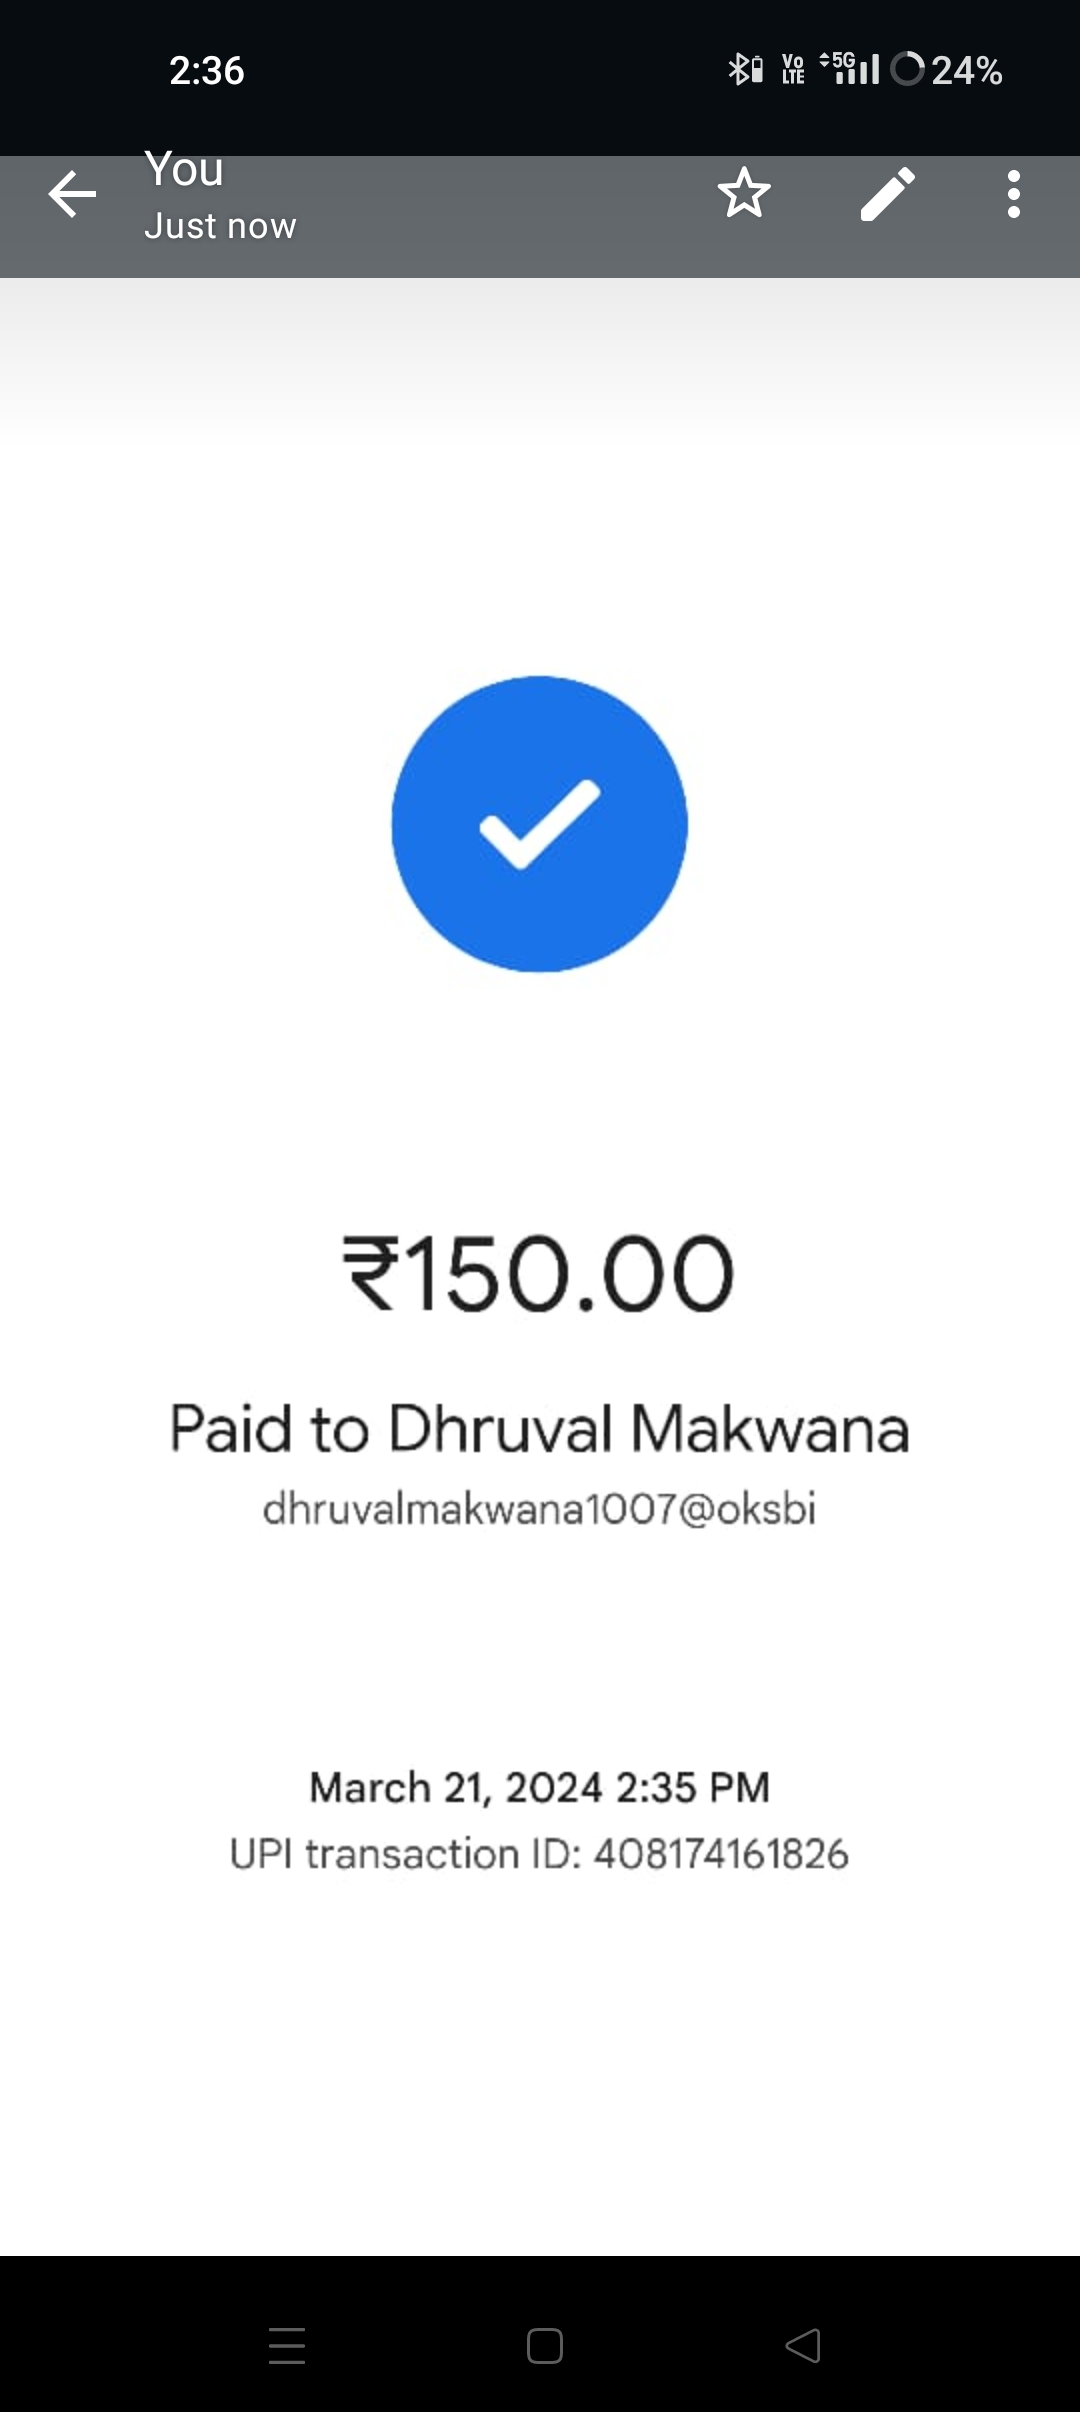 2:36
Vo
LTE
5G
24%
You
Just now
₹150.00
Paid to Dhruval Makwana
dhruvalmakwana1007@oksbi
March 21, 2024 2:35 PM
UPI transaction ID: 408174161826